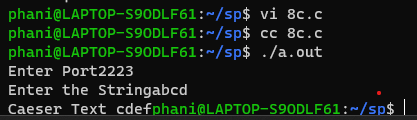 phani@LAPTOP-S9ODLF61:~/sp$ vi 8c.c
phani@LAPTOP-S9ODLF61:~/sp$ cc 8c.c
phani@LAPTOP-S9ODLF61:~/sp$ ./a.out
Enter Port2223
Enter the Stringabcd
Caeser Text cdefphani@LAPTOP-S9ODLF61:~/sp$